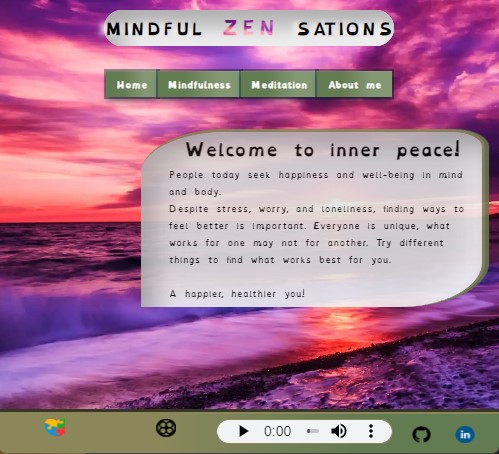 MINDFUL ZEN SATIONS
Home Mindfulness Meditation About me
Welcome to inner peace!
People today seek happiness and well-being in mind
and body.
Despite stress, worry, and loneliness, finding ways to
feel better is important. Everyone is unique, what
works for one may not for another. Try different
things to find what works best for you.
A happier, healthier you!
0:00
in